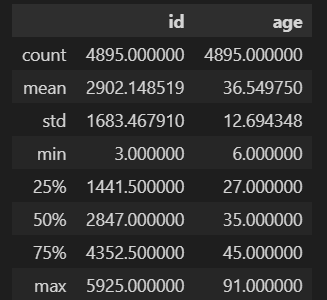 id age
count 4895.000000 4895.000000
mean 2902.148519 36.549750
std 1683.467910 12.694348
min 3.000000 6.000000
25% 1441.500000 27.000000
50% 2847.000000 35.000000
75% 4352.500000 45.000000
max 5925.000000 91.000000